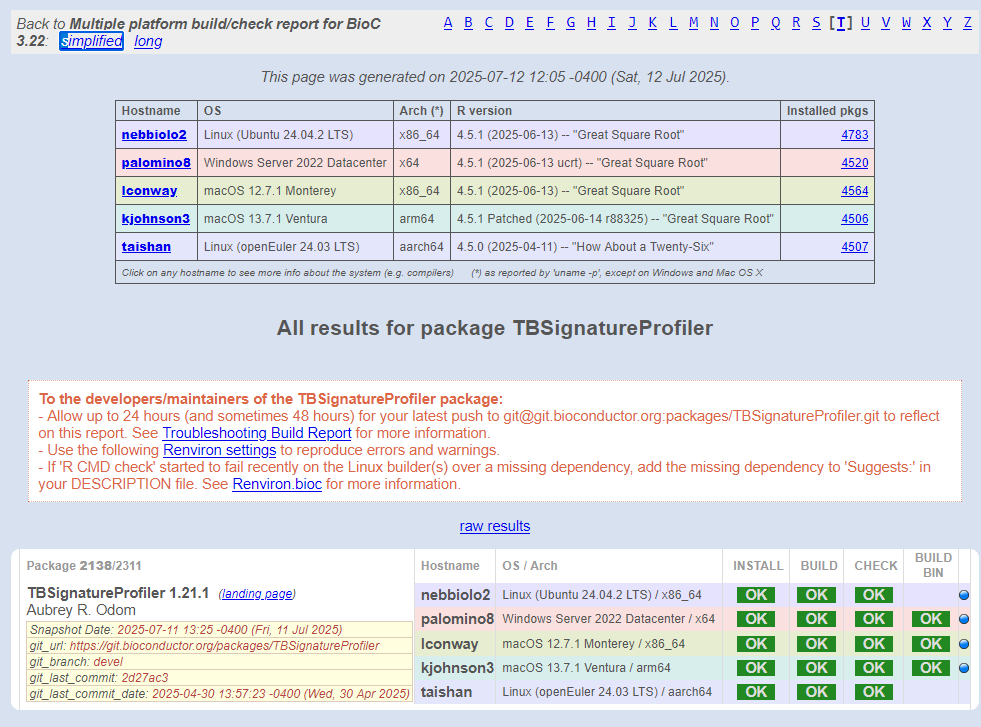 Back to Multiple platform build/check report for BioC 3.22: simplified long
A B C D E F G H I J K L M N O P Q R S [T] U V W X Y Z
This page was generated on 2025-07-12 12:05 -0400 (Sat, 12 Jul 2025).
Hostname OS Arch (*) R version Installed pkgs
nebbiolo2 Linux (Ubuntu 24.04.2 LTS) x86_64 4.5.1 (2025-06-13) -- "Great Square Root" 4783
palomino8 Windows Server 2022 Datacenter x64 4.5.1 (2025-06-13 ucrt) -- "Great Square Root" 4520
lconway macOS 12.7.1 Monterey x86_64 4.5.1 (2025-06-13) -- "Great Square Root" 4564
kjohnson3 macOS 13.7.1 Ventura arm64 4.5.1 Patched (2025-06-14 r88325) -- "Great Square Root" 4506
taishan Linux (openEuler 24.03 LTS) aarch64 4.5.0 (2025-04-11) -- "How About a Twenty-Six" 4507
Click on any hostname to see more info about the system (e.g. compilers) (*) as reported by 'uname -p', except on Windows and Mac OS X
All results for package TBSignatureProfiler
To the developers/maintainers of the TBSignatureProfiler package:
- Allow up to 24 hours (and sometimes 48 hours) for your latest push to git@git.bioconductor.org:packages/TBSignatureProfiler.git to reflect
on this report. See Troubleshooting Build Report for more information.
- Use the following Renviron settings to reproduce errors and warnings.
- If 'R CMD check' started to fail recently on the Linux builder(s) over a missing dependency, add the missing dependency to 'Suggests:' in
your DESCRIPTION file. See Renviron.bioc for more information.
raw results
Package 2138/2311 Hostname OS / Arch INSTALL BUILD CHECK BUILD BIN
TBSignatureProfiler 1.21.1 (landing page)
Aubrey R. Odom
Snapshot Date: 2025-07-11 13:25 -0400 (Fri, 11 Jul 2025)
git_url: https://git.bioconductor.org/packages/TBSignatureProfiler
git_branch: devel
git_last_commit: 2d27ac3
git_last_commit_date: 2025-04-30 13:57:23 -0400 (Wed, 30 Apr 2025)
nebbiolo2 Linux (Ubuntu 24.04.2 LTS) / x86_64 OK OK OK
palomino8 Windows Server 2022 Datacenter / x64 OK OK OK OK
lconway macOS 12.7.1 Monterey / x86_64 OK OK OK OK
kjohnson3 macOS 13.7.1 Ventura / arm64 OK OK OK OK
taishan Linux (openEuler 24.03 LTS) / aarch64 OK OK OK